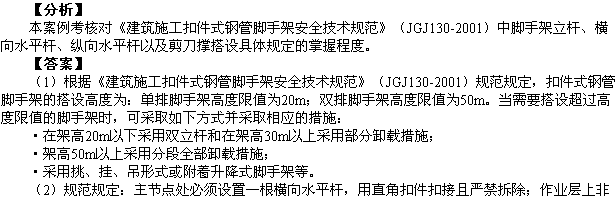 【分析】
本案例考核对《建筑施工扣件式钢管脚手架安全技术规范》（JGJ130-2001）中脚手架立杆、横
向水平杆、纵向水平杆以及剪刀撑搭设具体规定的掌握程度。
【答案】
（1）根据《建筑施工扣件式钢管脚手架安全技术规范》（JGJ130-2001）规范规定，扣件式钢管
脚手架的搭设高度为：单排脚手架高度限值为20m；双排脚手架高度限值为50m。当需要搭设超过高
度限值的脚手架时，可采取如下方式并采取相应的措施：
·在架高20ml以下采用双立杆和在架高30ml以上采用部分卸载措施；
·架高50ml以上采用分段全部卸载措施；
·采用挑、挂、吊形式或附着升降式脚手架等。
（2）规范规定：主节点处必须设置一根横向水平杆，用直角扣件扣接且严禁拆除；作业层上非